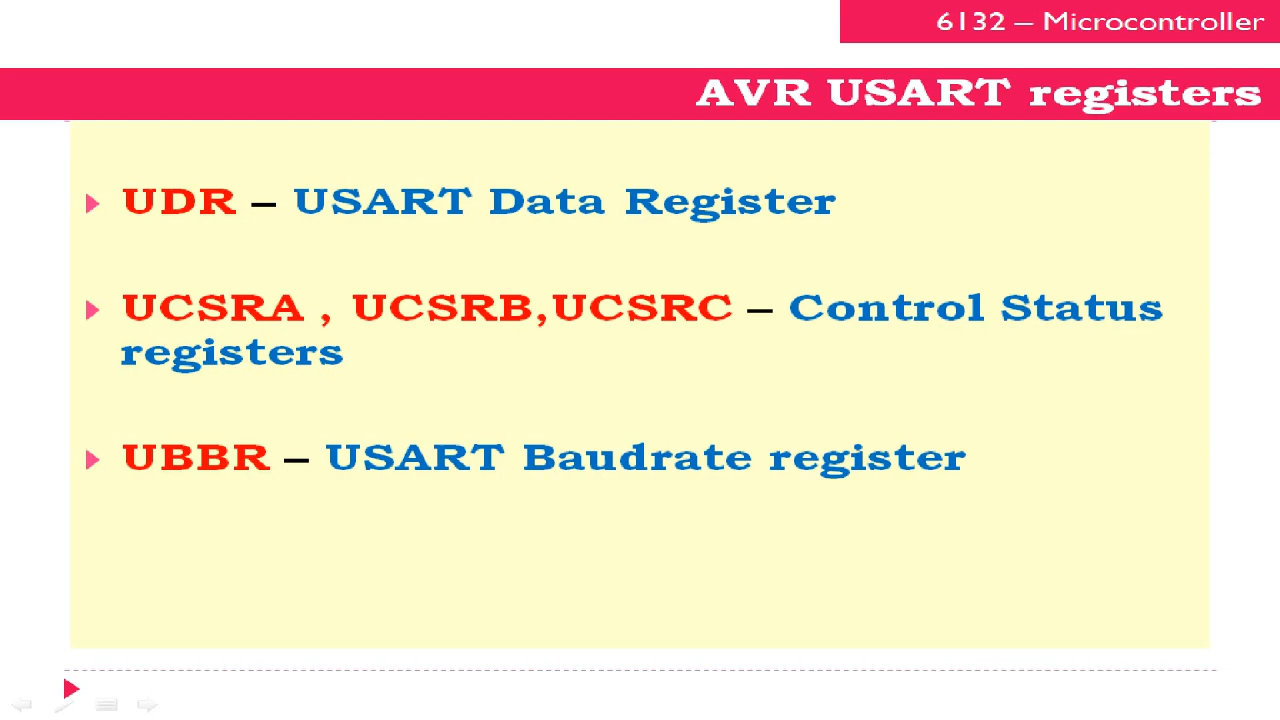 6132 – Microcontroller
AVR USART registers
UDR – USART Data Register
UCSRA , UCSRB,UCSRC – Control Status
registers
UBBR – USART Baudrate register